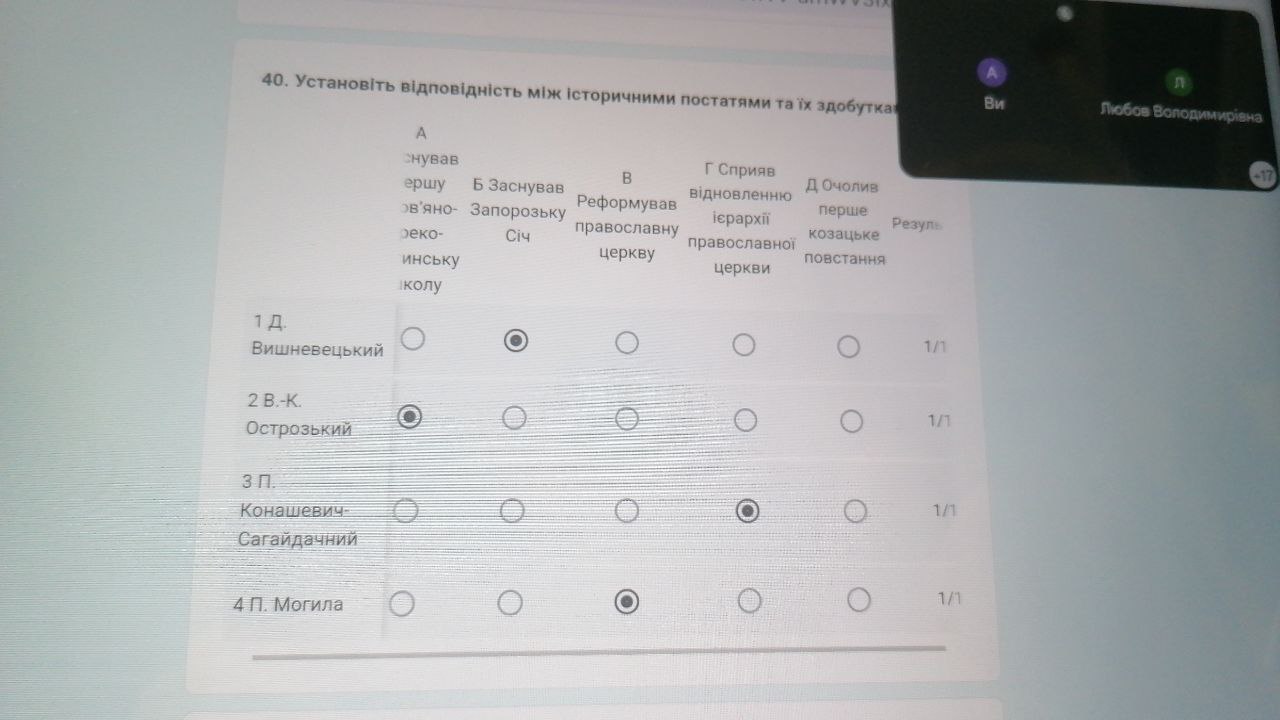 40. Установіть відповідність між історичними постатями та їх здобутка
А
снував
ершу
ов'яно-
реко-
инську
колу
Б Заснував
Запорозьку
Січ
В
Реформував
православну
церкву
Г Сприяв
відновленню
ієрархії
православної
церкви
Д Очолив
перше
козацьке
повстання
Резуль
1 Д.
Вишневецький
1/1
2 В.-К.
Острозький
1/1
3 П.
Конашевич-
Сагайдачний
1/1
4 П. Могила
1/1
А
Ви
Л
Любов Володимирівна
+17